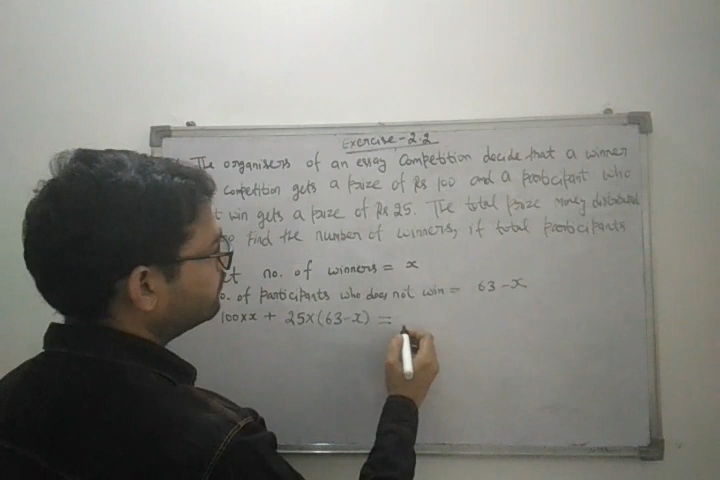 Exercise-2.2
The organisers of an essay Competition decide that a winner
competition gets a prize of Rs 100 and a participant who
win gets a prize of Rs 25. The total prize money distributed
Find the number of winners, if total participants
no. of winners = x
of participants who does not win = 63-x
100×x + 25×(63-x) =